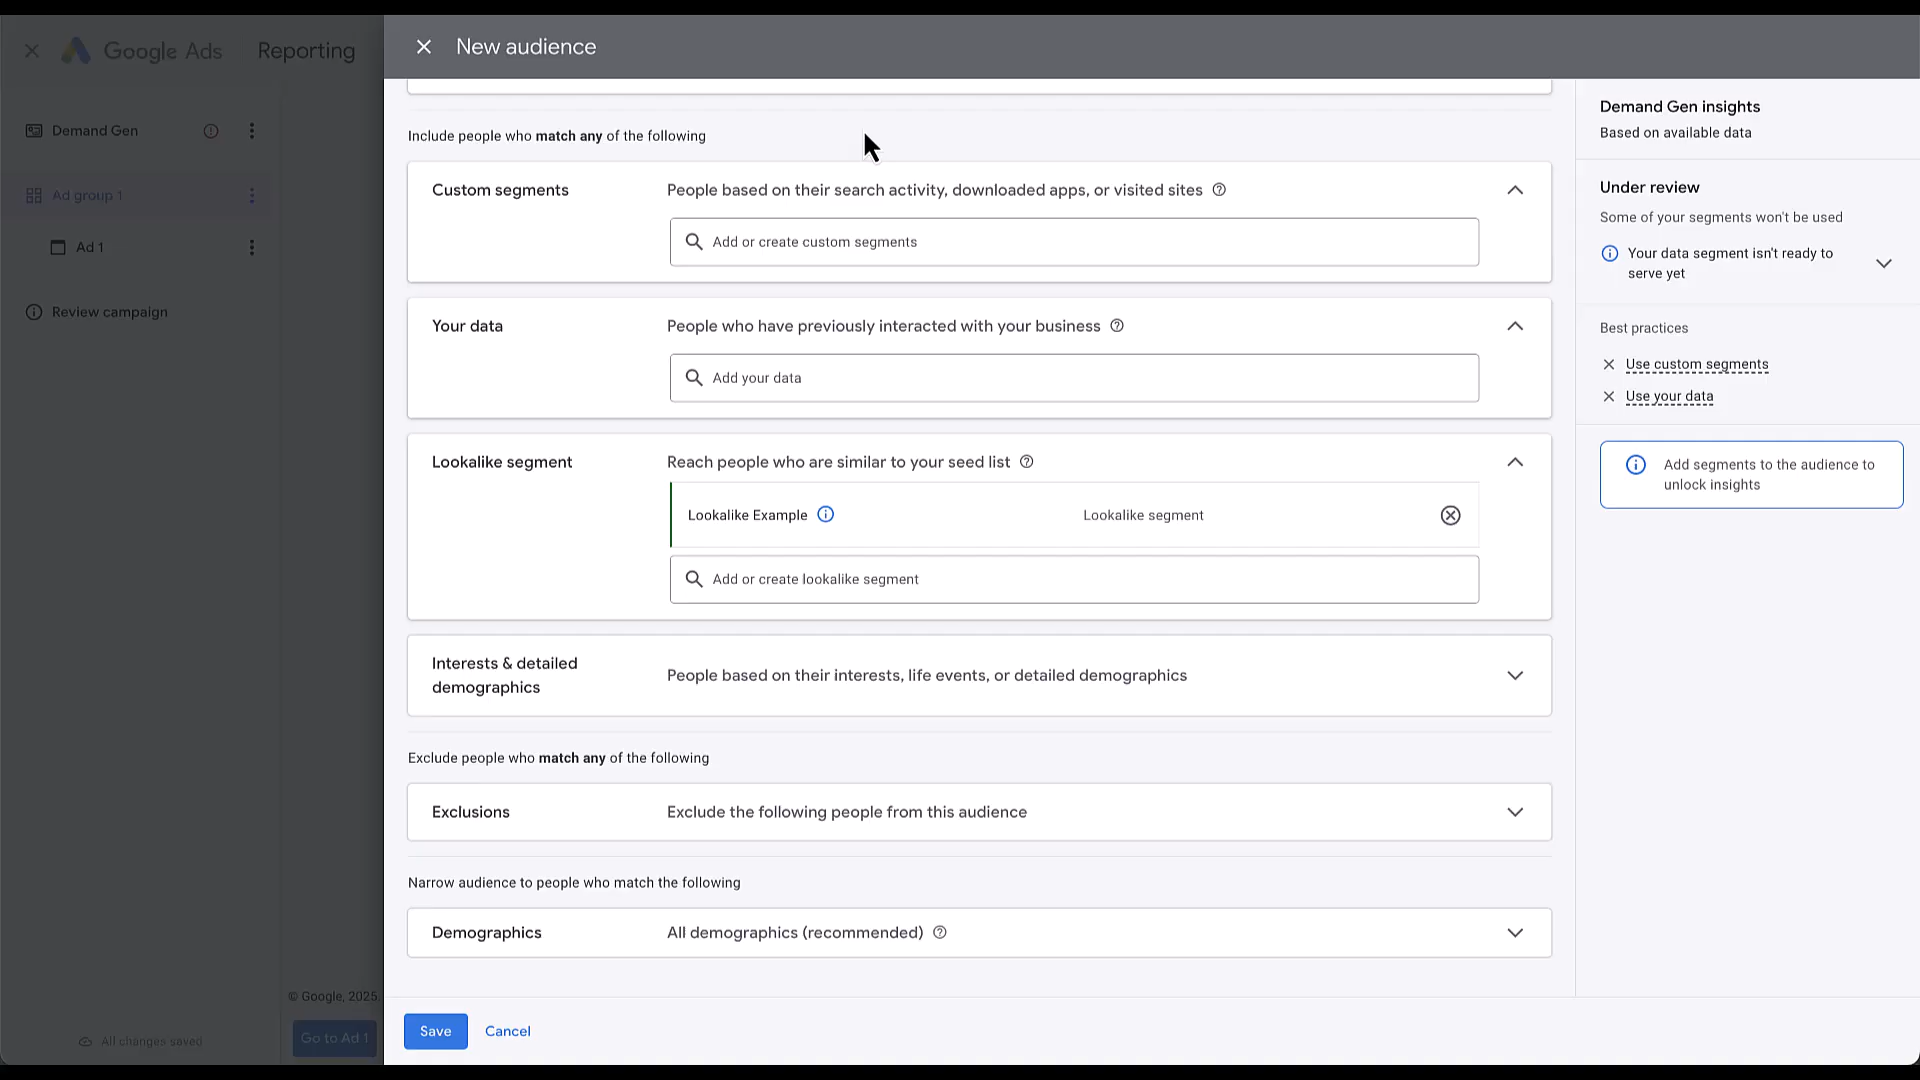 Google Ads
Reporting
New audience
Demand Gen
Ad group 1
Ad 1
Review campaign
Include people who match any of the following
Custom segments
People based on their search activity, downloaded apps, or visited sites
Add or create custom segments
Your data
People who have previously interacted with your business
Add your data
Lookalike segment
Reach people who are similar to your seed list
Lookalike Example
Lookalike segment
Add or create lookalike segment
Interests & detailed
demographics
People based on their interests, life events, or detailed demographics
Exclude people who match any of the following
Exclusions
Exclude the following people from this audience
Narrow audience to people who match the following
Demographics
All demographics (recommended)
Save
Cancel
Demand Gen insights
Based on available data
Under review
Some of your segments won't be used
Your data segment isn't ready to
serve yet
Best practices
Use custom segments
Use your data
Add segments to the audience to
unlock insights
© Google, 2025
All changes saved
Go to Ad 1